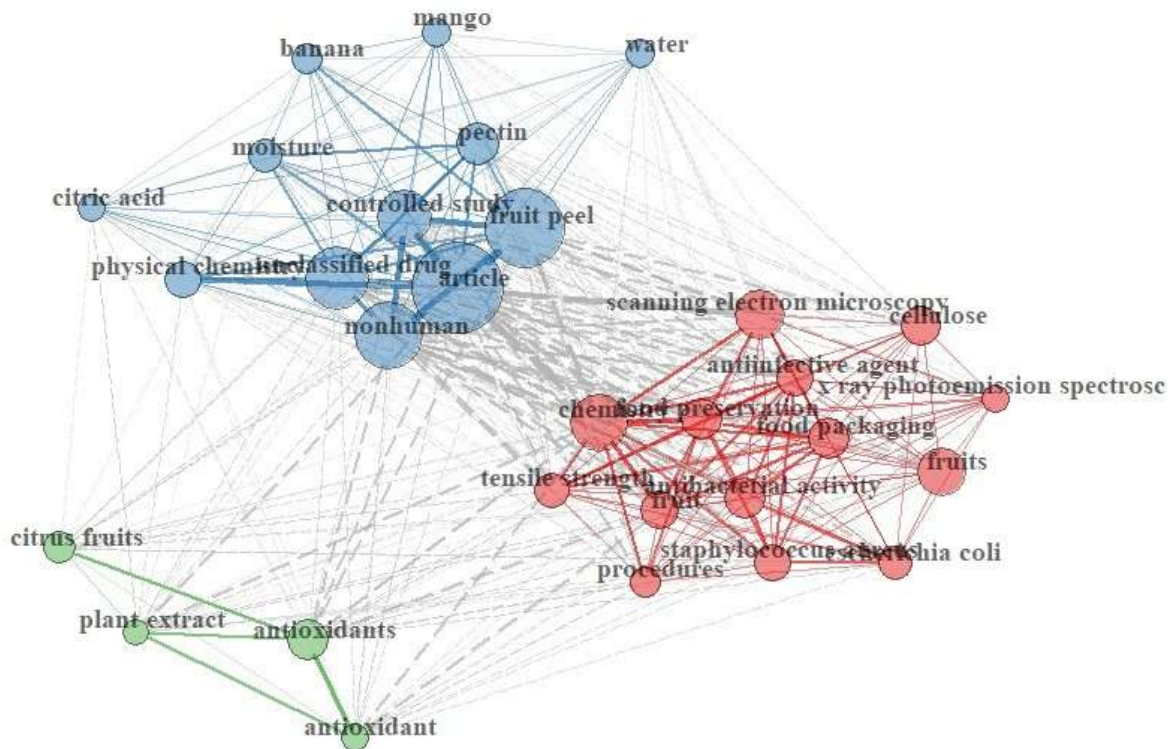 mango
banana
water
pectin
moisture
citric acid
controlled study
fruit peel
physical chemistry
unclassified drug
article
nonhuman
scanning electron microscopy
cellulose
antiinfective agent
x ray photoemission spectrosc
chemistry
food preservation
food packaging
fruits
tensile strength
antibacterial activity
fruit
staphylococcus aureus
escherichia coli
procedures
citrus fruits
plant extract
antioxidants
antioxidant